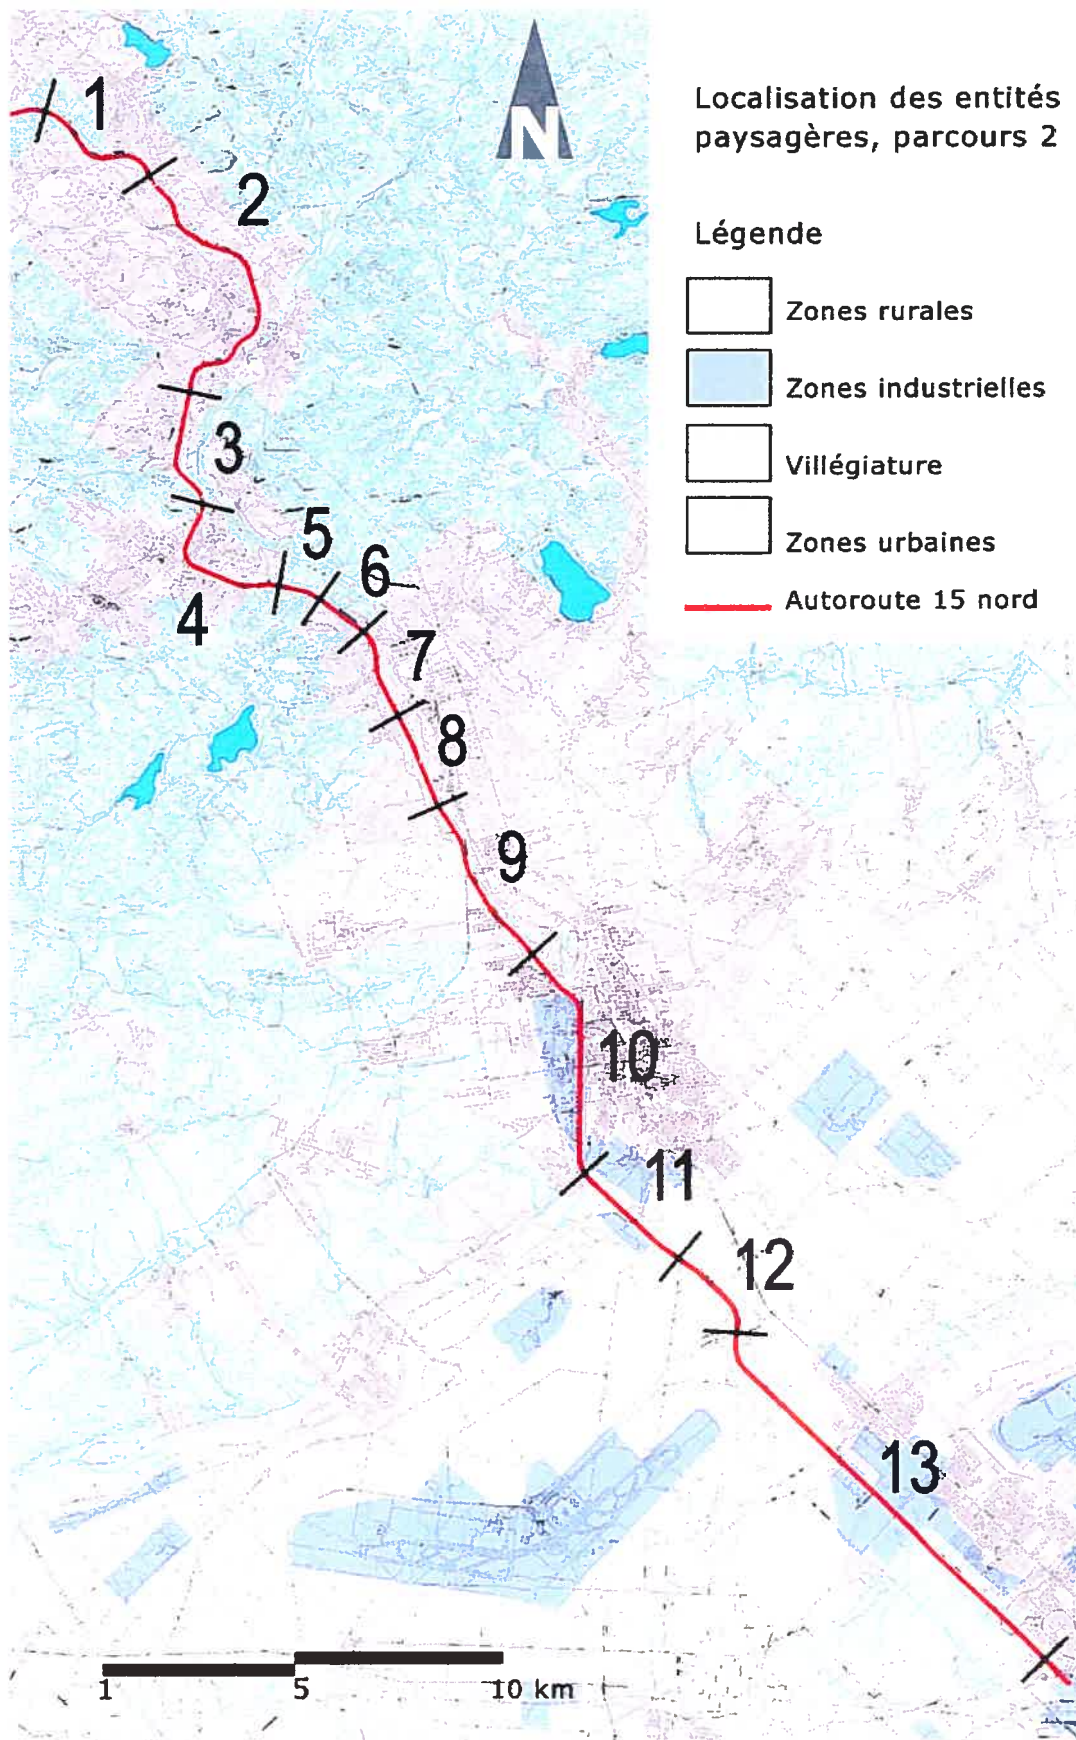 N
Localisation des entités
paysagères, parcours 2
Légende
Zones rurales
Zones industrielles
Villégiature
Zones urbaines
Autoroute 15 nord
1
2
3
4
5
6
7
8
9
10
11
12
13
1 5 10 km